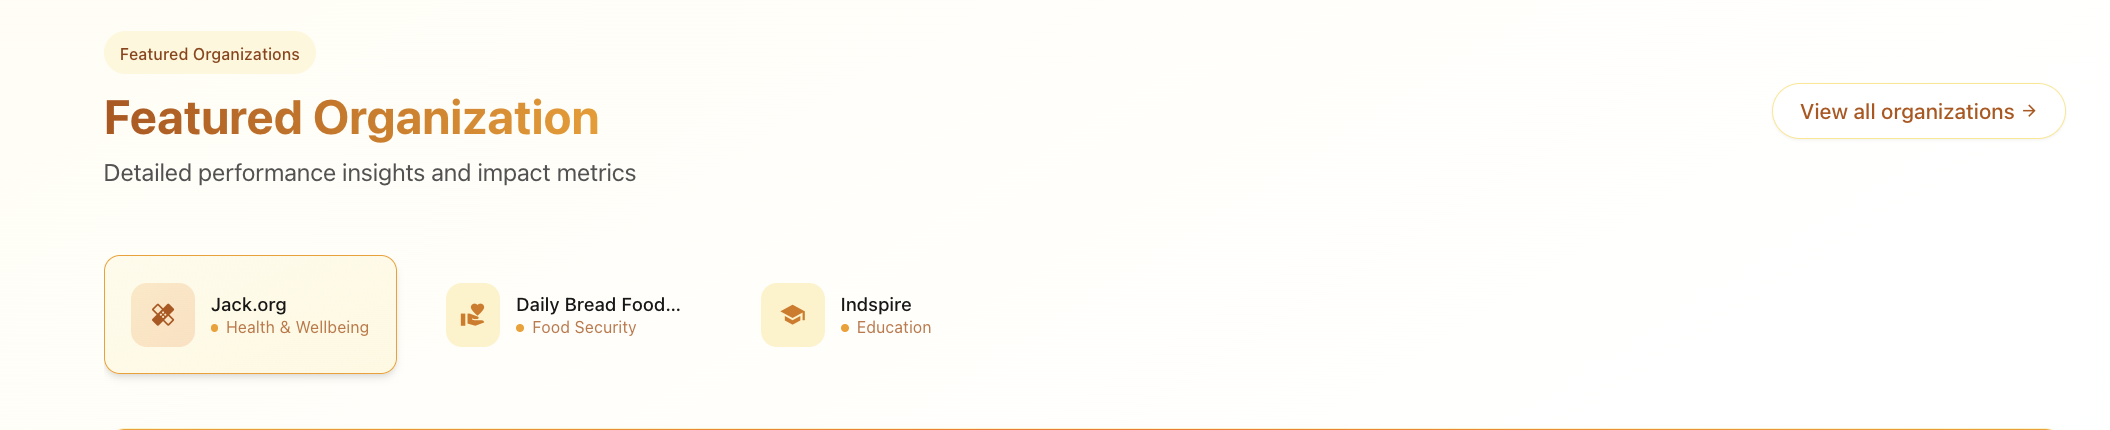 Featured Organizations
Featured Organization
View all organizations →
Detailed performance insights and impact metrics
Jack.org
Health & Wellbeing
Daily Bread Food...
Food Security
Indspire
Education